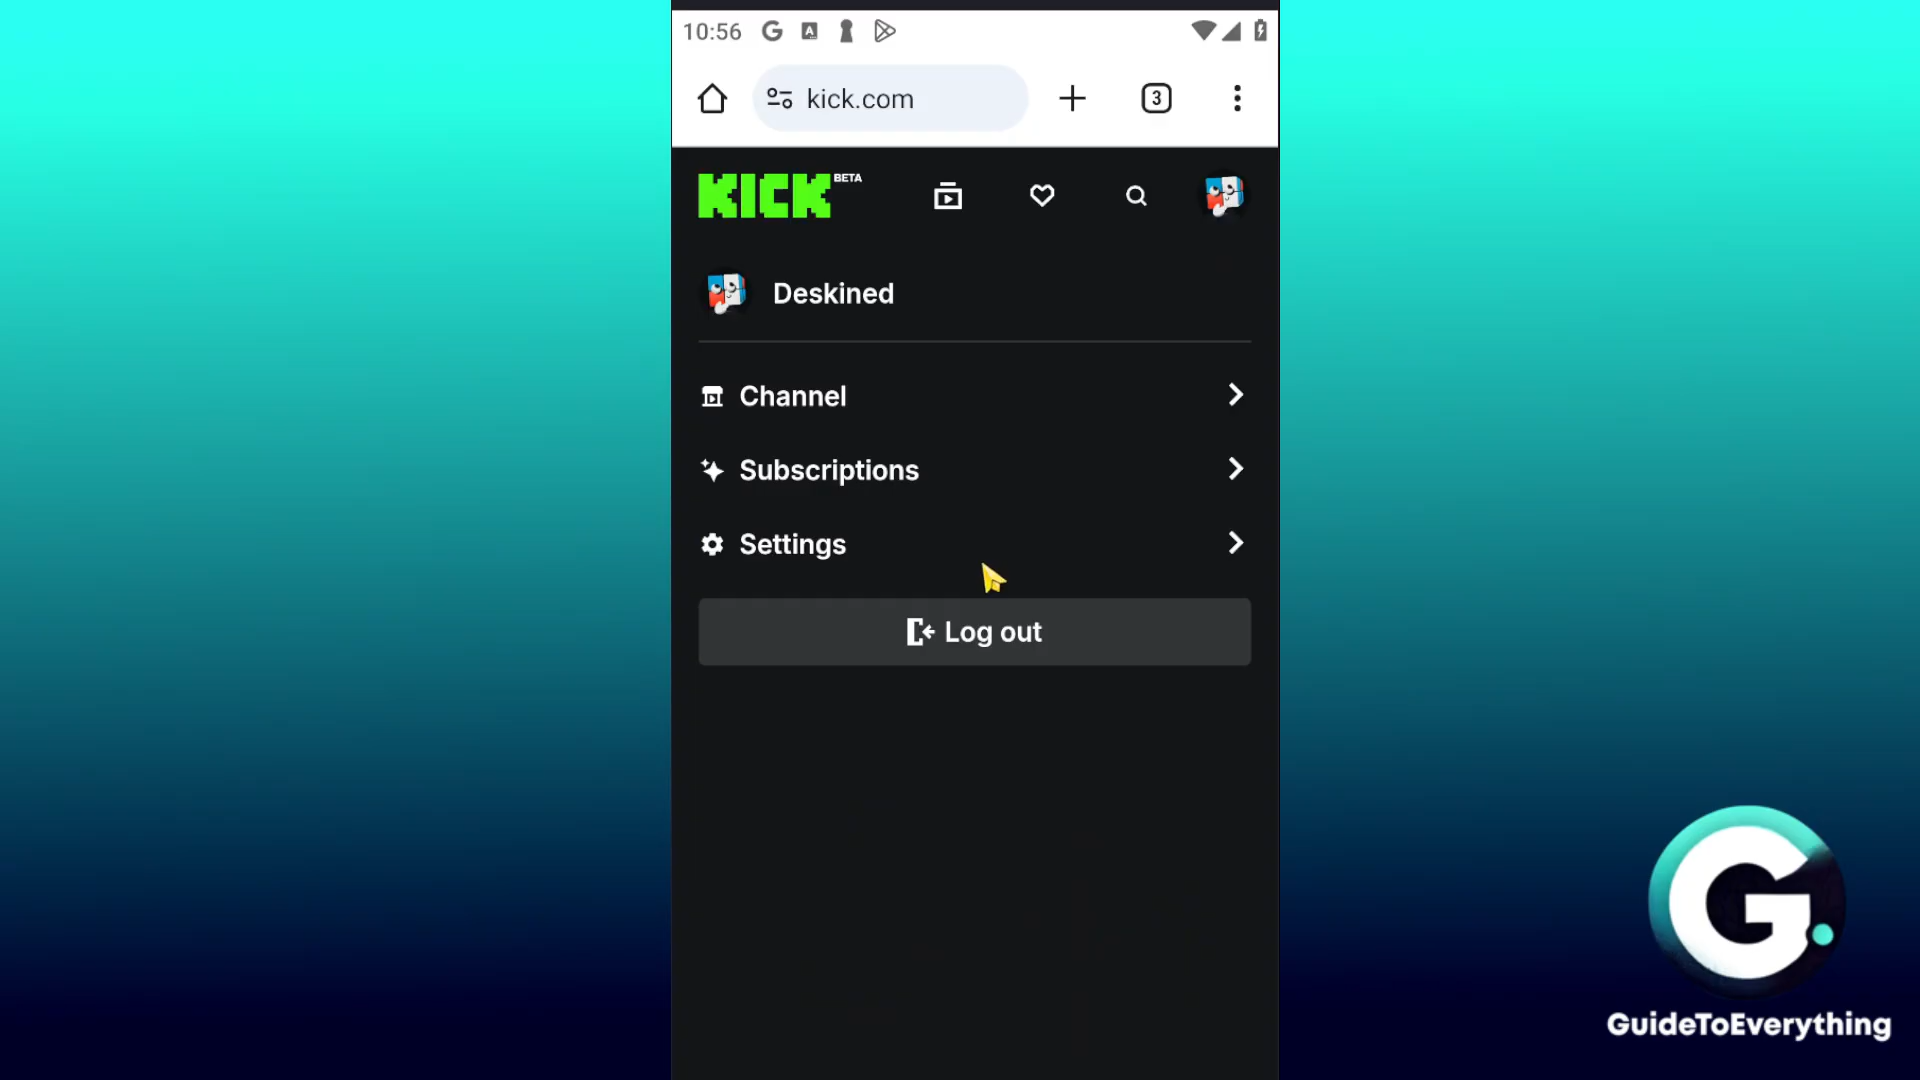 10:56
kick.com
3
KICK BETA
Deskined
Channel
Subscriptions
Settings
Log out
G.
GuideToEverything